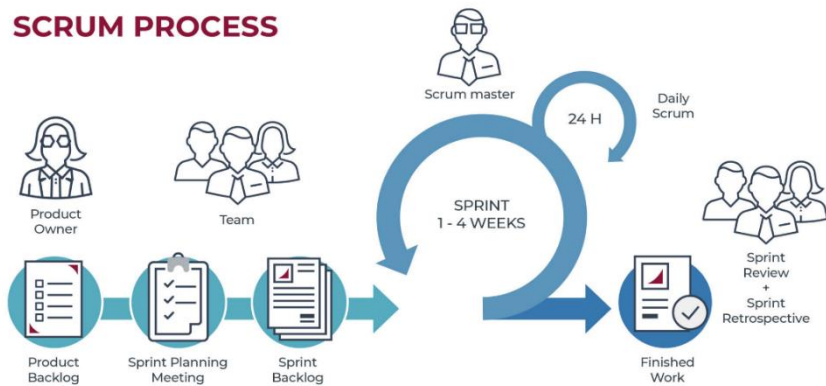 SCRUM PROCESS
Scrum master
24 H
Daily
Scrum
Product
Owner
Team
SPRINT
1 - 4 WEEKS
Sprint
Review
+
Sprint
Retrospective
Product
Backlog
Sprint Planning
Meeting
Sprint
Backlog
Finished
Work